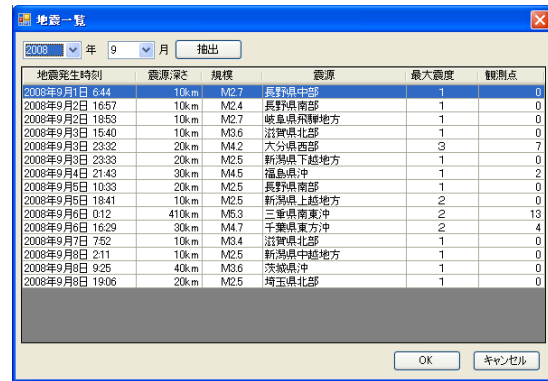 地震一覧
2008 年 9 月 抽出
地震発生時刻 震源深さ 規模 震源 最大震度 観測点
2008年9月1日 6:44 10km M2.7 長野県中部 1 0
2008年9月2日 16:57 10km M2.4 長野県南部 1 0
2008年9月2日 18:53 10km M2.7 岐阜県飛騨地方 1 0
2008年9月3日 15:40 10km M3.6 滋賀県北部 1 0
2008年9月3日 23:32 20km M4.2 大分県西部 3 7
2008年9月3日 23:33 20km M2.5 新潟県下越地方 1 0
2008年9月4日 21:43 30km M4.5 福島県沖 1 2
2008年9月5日 10:33 20km M2.5 長野県南部 1 0
2008年9月5日 18:41 10km M2.5 新潟県上越地方 2 0
2008年9月6日 0:12 410km M5.3 三重県南東沖 2 13
2008年9月6日 16:29 30km M4.7 千葉県東方沖 2 4
2008年9月7日 7:52 10km M3.4 滋賀県北部 1 0
2008年9月8日 2:11 10km M2.5 新潟県中越地方 1 0
2008年9月8日 9:25 40km M3.6 茨城県沖 1 0
2008年9月8日 19:06 20km M2.5 埼玉県北部 1 0
OK キャンセル